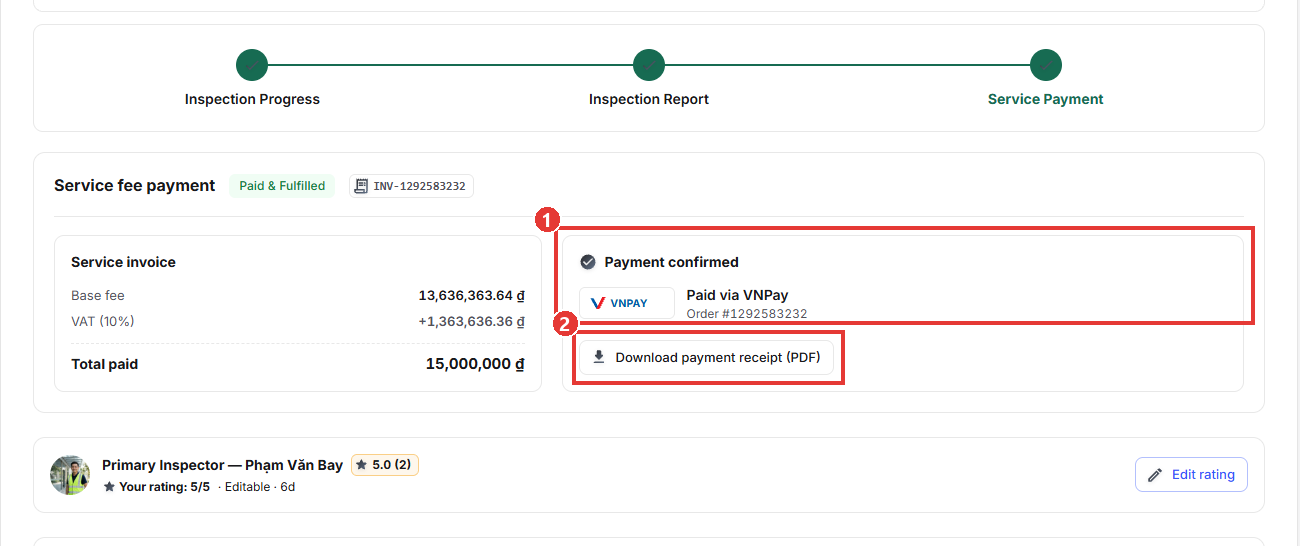 Inspection Progress
Inspection Report
Service Payment
Service fee payment
Paid & Fulfilled
INV-1292583232
1
Service invoice
Base fee 13,636,363.64 ₫
VAT (10%) +1,363,636.36 ₫
Total paid 15,000,000 ₫
Payment confirmed
VNPAY
Paid via VNPay
Order #1292583232
2
Download payment receipt (PDF)
Primary Inspector — Phạm Văn Bay
5.0 (2)
Your rating: 5/5 · Editable · 6d
Edit rating